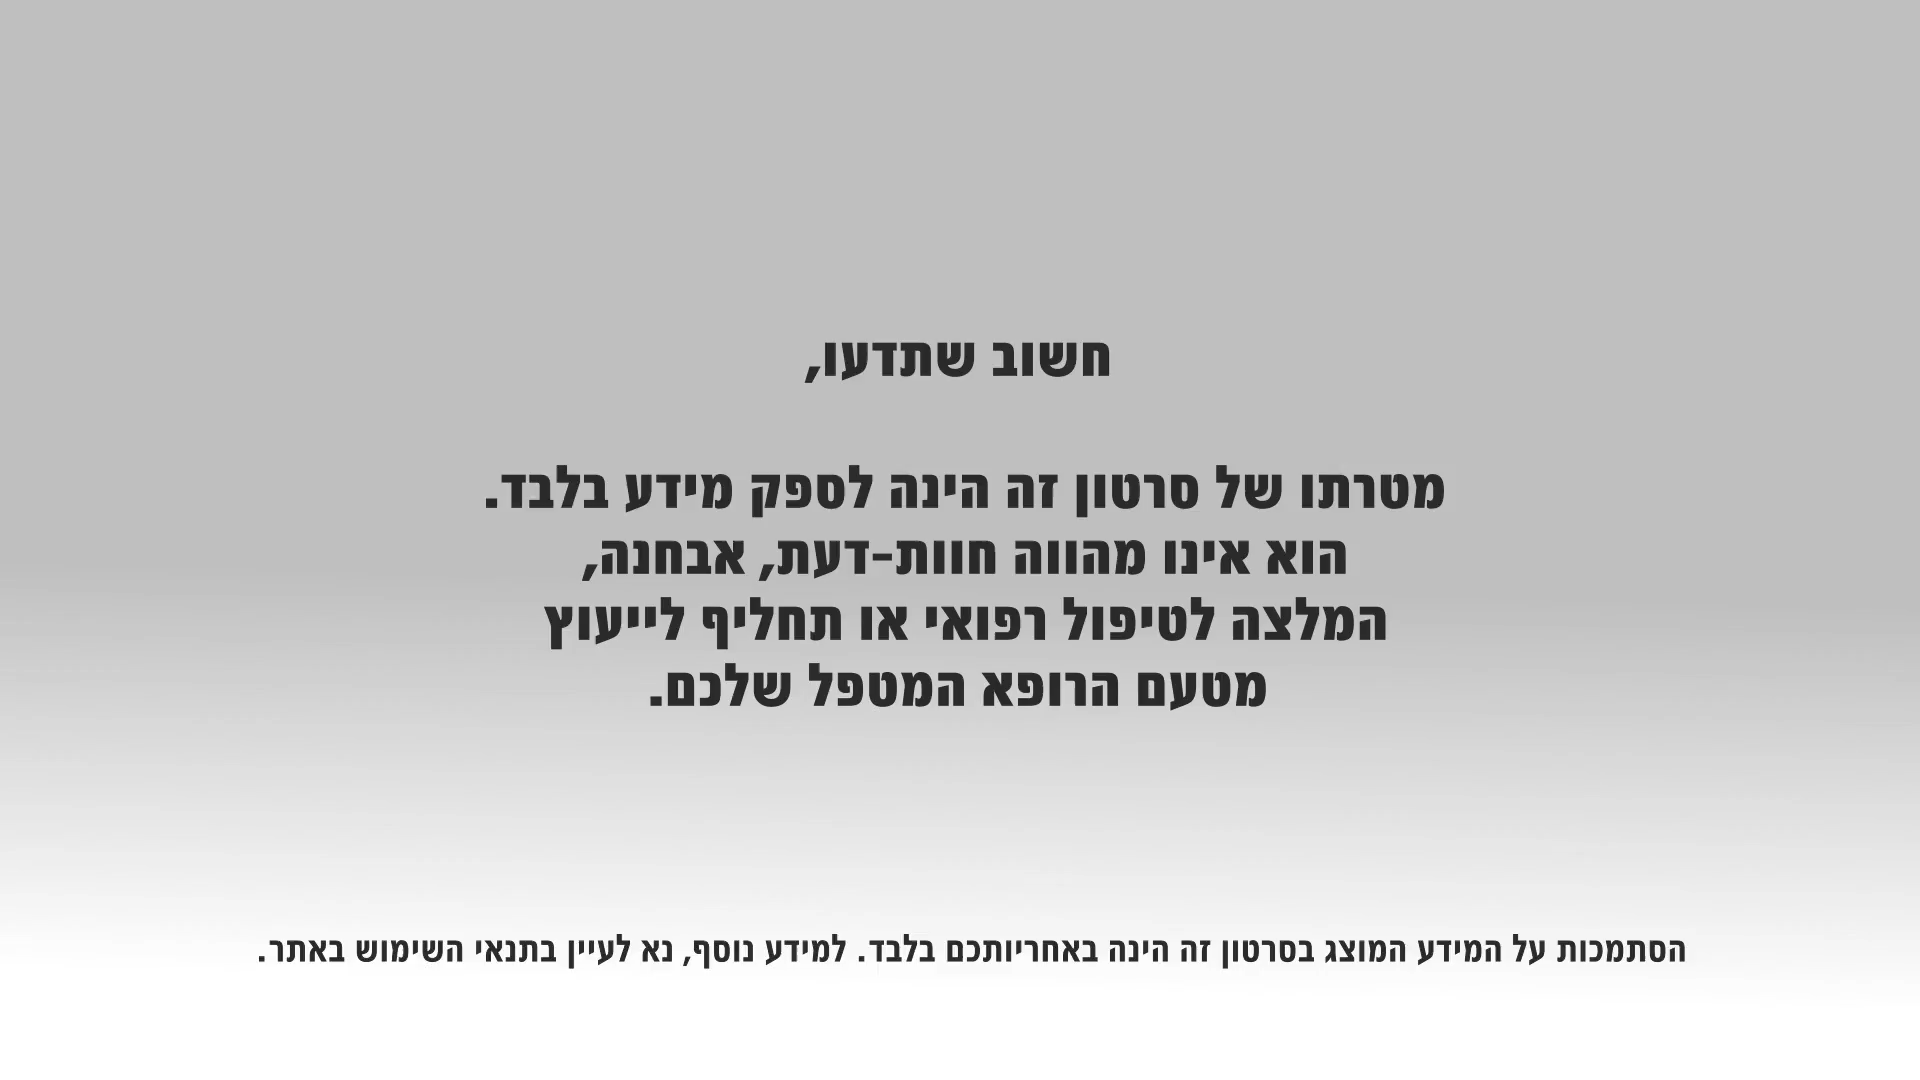 חשוב שתדעו,
מטרתו של סרטון זה הינה לספק מידע בלבד.
הוא אינו מהווה חוות-דעת, אבחנה,
המלצה לטיפול רפואי או תחליף לייעוץ
מטעם הרופא המטפל שלכם.
הסתמכות על המידע המוצג בסרטון זה הינה באחריותכם בלבד. למידע נוסף, נא לעיין בתנאי השימוש באתר.